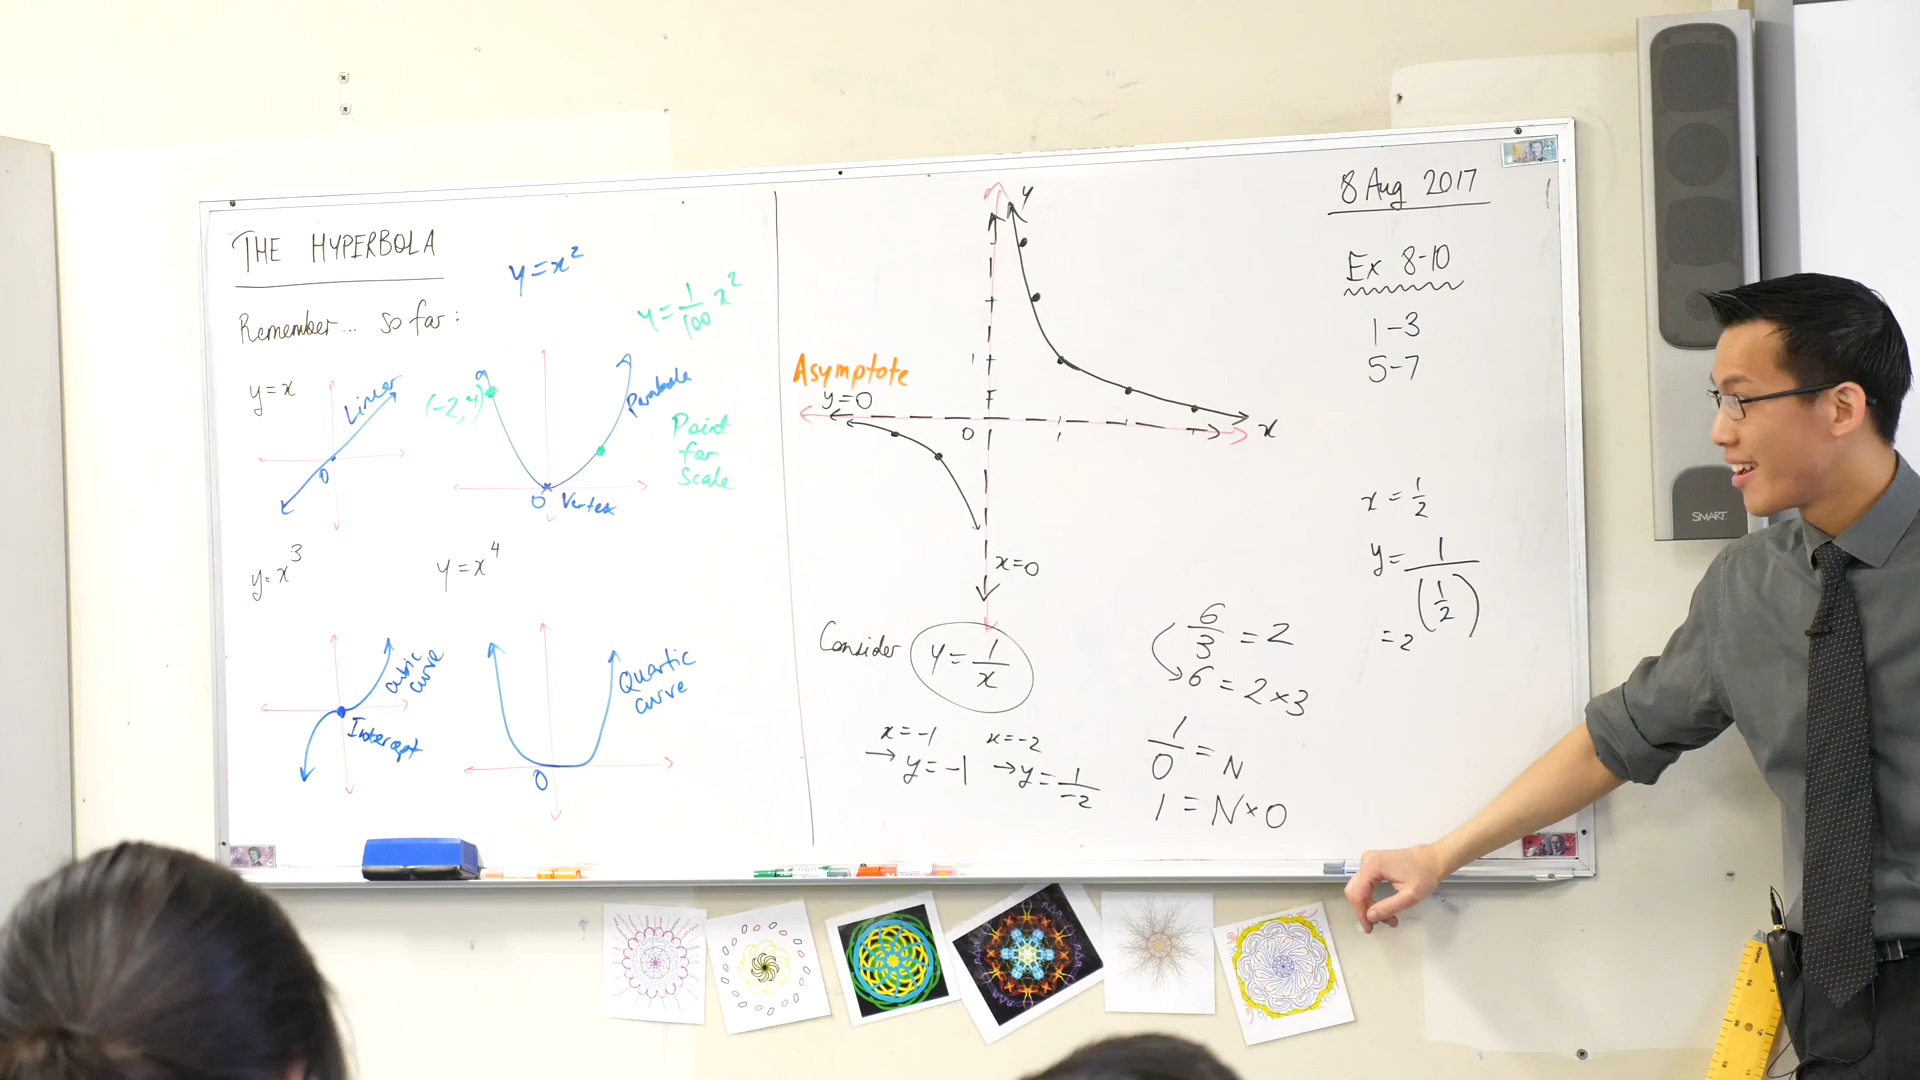 THE HYPERBOLA
Remember... so far:
y=x
Linear
0
y=x²
y=1/100 x²
(-2,4)
Parabola
Point
for
Scale
0 Vertex
y=x³
cubic
curve
Intercept
y=x⁴
Quartic
curve
0
y
Asymptote
y=0
1
0
x
x=0
Consider y=1/x
x=-1
→ y=-1
x=-2
→ y=1/-2
6/3 = 2
6 = 2×3
1/0 = N
1 = N×0
8 Aug 2017
Ex 8-10
1-3
5-7
x = 1/2
y = 1/(1/2)
= 2
SMART